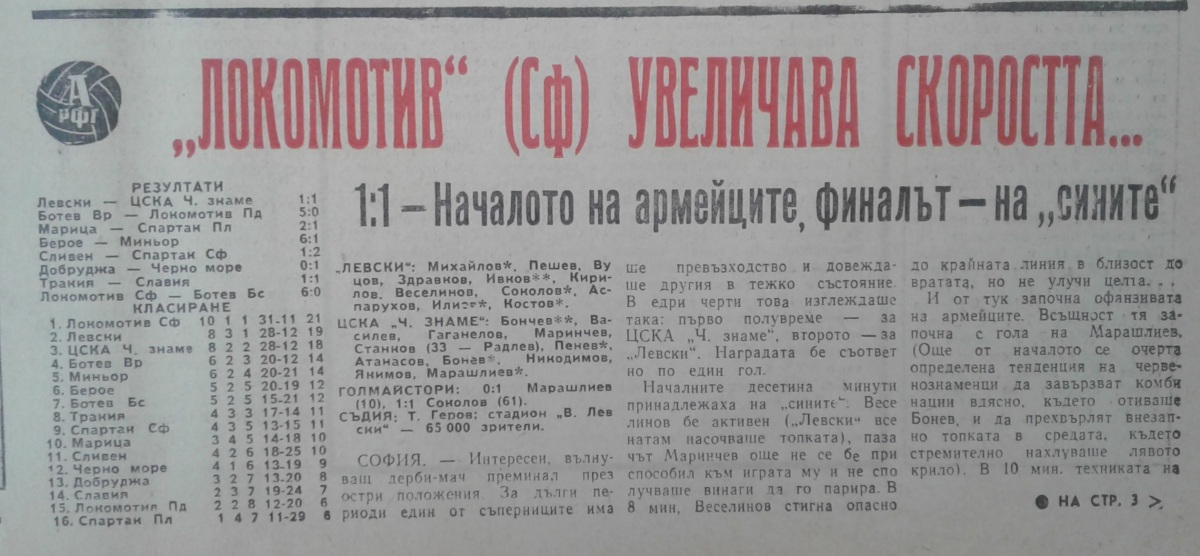 А
РФГ
„ЛОКОМОТИВ“ (Сф) УВЕЛИЧАВА СКОРОСТТА...
1:1 – Началото на армейците, финалът – на „сините“
РЕЗУЛТАТИ
Левски — ЦСКА Ч. знаме 1:1
Ботев Вр — Локомотив Пд 5:0
Марица — Спартак Пл 2:1
Берое — Миньор 6:1
Сливен — Спартак Сф 1:2
Добруджа — Черно море 0:1
Тракия — Славия 1:1
Локомотив Сф — Ботев Бс 6:0
КЛАСИРАНЕ
1. Локомотив Сф 10 1 1 31-11 21
2. Левски 8 3 1 28-12 19
3. ЦСКА Ч. знаме 8 2 2 28-12 18
4. Ботев Вр 6 2 3 20-12 14
5. Миньор 6 2 4 20-21 14
6. Берое 5 2 5 20-19 12
7. Ботев Бс 5 2 5 15-21 12
8. Тракия 4 3 3 17-14 11
9. Спартак Сф 4 3 5 13-15 11
10. Марица 3 4 5 14-18 10
11. Сливен 4 2 6 18-25 10
12. Черно море 4 1 6 13-19 9
13. Добруджа 3 2 7 13-20 8
14. Славия 2 3 7 19-24 7
15. Локомотив Пд 2 2 8 12-20 6
16. Спартак Пл 1 4 7 11-29 6
„ЛЕВСКИ“: Михайлов*, Пешев, Ву
цов, Здравков, Ивков**, Кири-
лов, Веселинов, Соколов*, Ас-
парухов, Илиев*, Костов*.
ЦСКА „Ч. ЗНАМЕ“: Бончев**, Ва-
силев, Гаганелов, Маринчев,
Станков (33 — Радлев), Пенев*.
Атанасов, Бонев*, Никодимов,
Янимов, Марашлиев*.
ГОЛМАЙСТОРИ: 0:1 Марашлиев
(10), 1:1 Соколов (61).
СЪДИЯ: Т. Геров; стадион „В. Лев
ски“ — 65 000 зрители.
СОФИЯ. — Интересен, вълну-
ващ дерби-мач преминал през
остри положения. За дълги пе-
риоди един от съперниците има
ше превъзходство и довежда-
ше другия в тежко състояние.
В едри черти това изглеждаше
така: първо полувреме — за
ЦСКА „Ч. знаме“, второто — за
„Левски“. Наградата бе съответ
но по един гол.
Началните десетина минути
принадлежаха на „сините“. Весе
линов бе активен („Левски“ все
натам насочваше топката), паза
чът Маринчев още не се бе при
способил към играта му и не спо
лучваше винаги да го парира. В
8 мин, Веселинов стигна опасно
до крайната линия в близост до
вратата, но не улучи целта...
И от тук започна офанзивата
на армейците. Всъщност тя за-
почна с гола на Марашлиев,
(Още от началото се очерта
определена тенденция на черве-
нознаменци да завързват комби
нации вдясно, където отиваше
Бонев, и да прехвърлят внезап-
но топката в средата, където
стремително нахлуваше лявото
крило). В 10 мин. техниката на
● НА СТР. 3 >